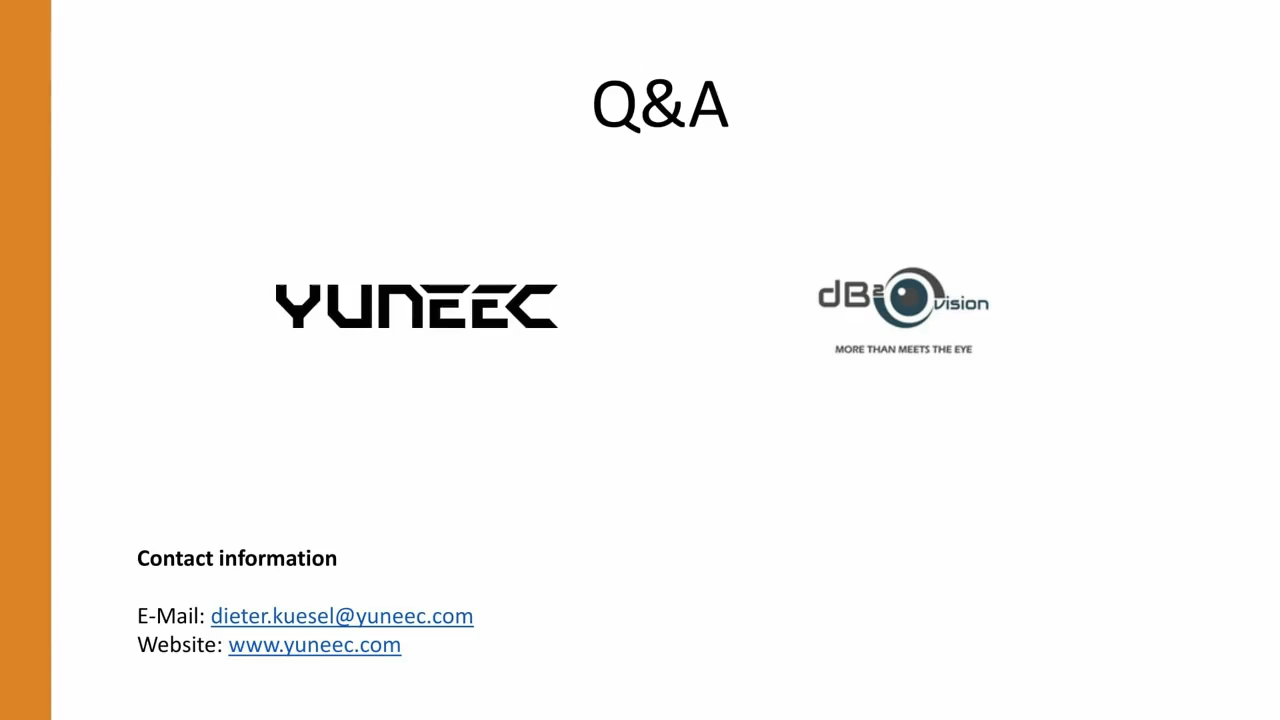 Q&A
YUNEEC
dB² vision
MORE THAN MEETS THE EYE
Contact information
E-Mail: dieter.kuesel@yuneec.com
Website: www.yuneec.com